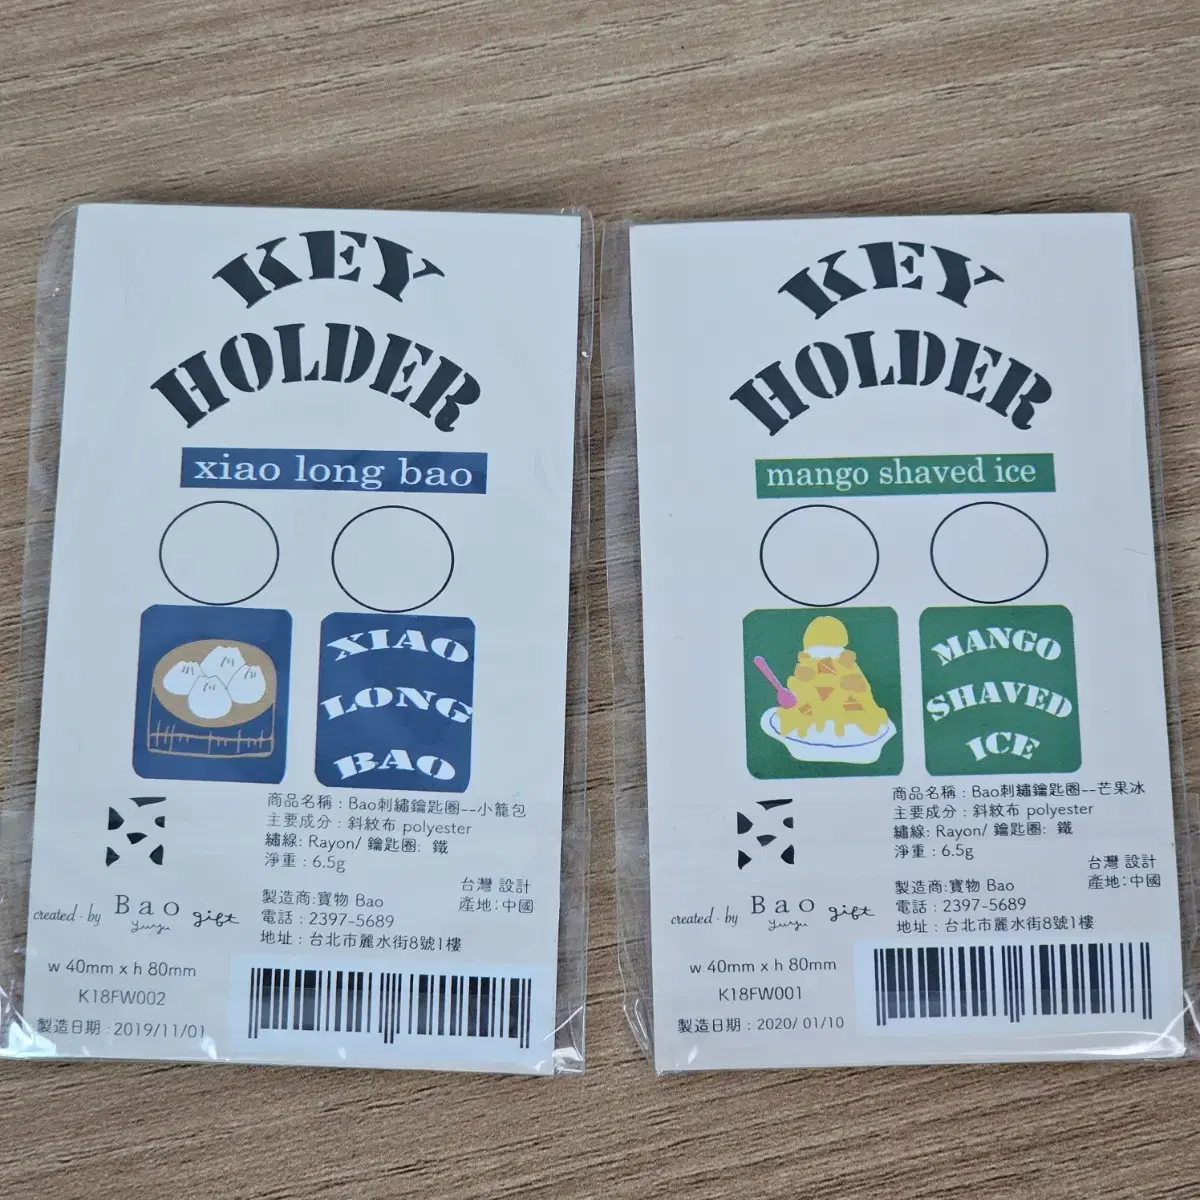 KEY
HOLDER
xiao long bao
XIAO
LONG
BAO
商品名稱：Bao刺繡鑰匙圈--小籠包
主要成分：斜紋布 polyester
繡線: Rayon/ 鑰匙圈: 鐵
淨重：6.5g
台灣 設計
產地:中國
製造商:寶物 Bao
電話：2397-5689
地址：台北市麗水街8號1樓
created·by Bao gift
yuyu
w 40mm x h 80mm
K18FW002
製造日期：2019/11/01
KEY
HOLDER
mango shaved ice
MANGO
SHAVED
ICE
商品名稱：Bao刺繡鑰匙圈--芒果冰
主要成分：斜紋布 polyester
繡線: Rayon/ 鑰匙圈: 鐵
淨重：6.5g
台灣 設計
產地:中國
製造商:寶物 Bao
電話：2397-5689
地址：台北市麗水街8號1樓
created·by Bao gift
yuyu
w 40mm x h 80mm
K18FW001
製造日期：2020/ 01/10